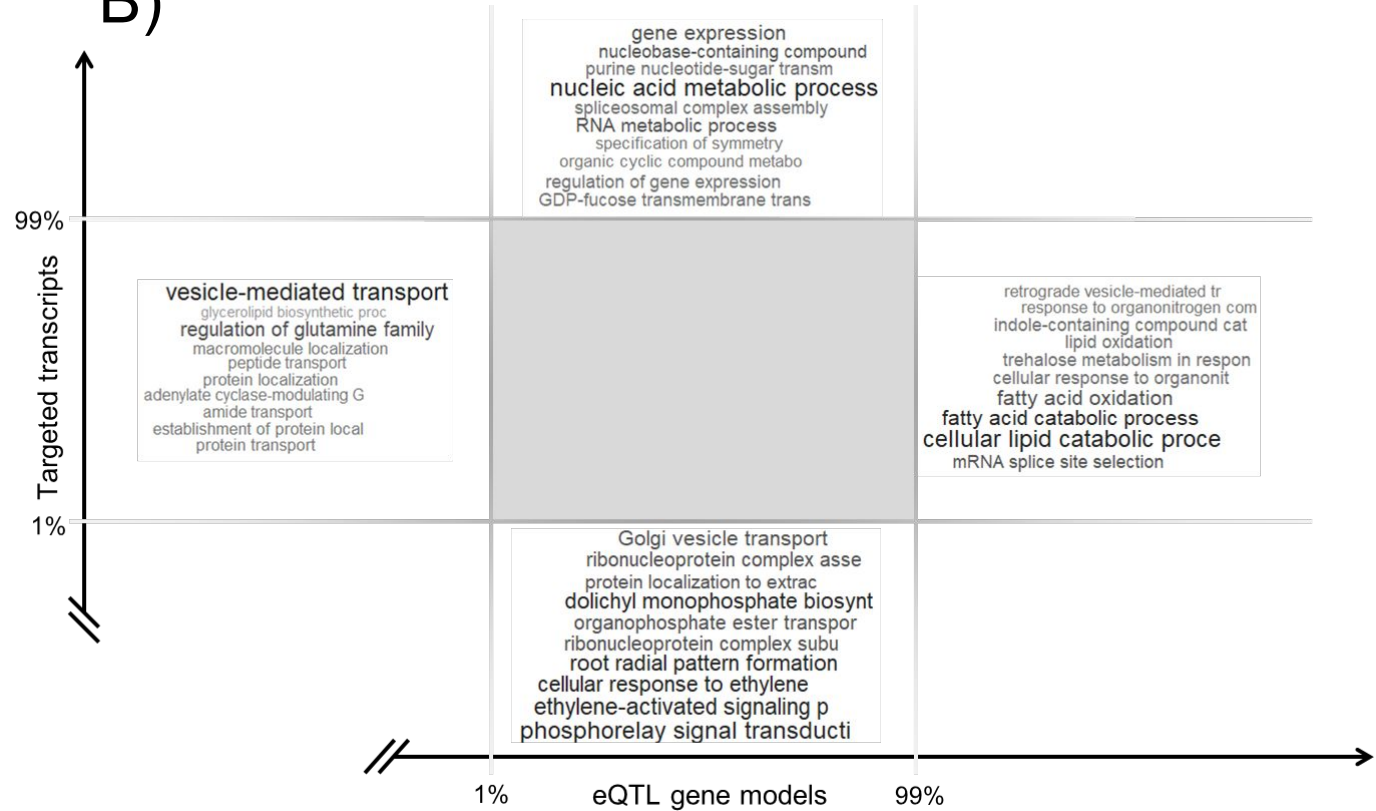 B)
gene expression
nucleobase-containing compound
purine nucleotide-sugar transm
nucleic acid metabolic process
spliceosomal complex assembly
RNA metabolic process
specification of symmetry
organic cyclic compound metabo
regulation of gene expression
GDP-fucose transmembrane trans
99%
Targeted transcripts
vesicle-mediated transport
glycerolipid biosynthetic proc
regulation of glutamine family
macromolecule localization
peptide transport
protein localization
adenylate cyclase-modulating G
amide transport
establishment of protein local
protein transport
retrograde vesicle-mediated tr
response to organonitrogen com
indole-containing compound cat
lipid oxidation
trehalose metabolism in respon
cellular response to organonit
fatty acid oxidation
fatty acid catabolic process
cellular lipid catabolic proce
mRNA splice site selection
1%
Golgi vesicle transport
ribonucleoprotein complex asse
protein localization to extrac
dolichyl monophosphate biosynt
organophosphate ester transpor
ribonucleoprotein complex subu
root radial pattern formation
cellular response to ethylene
ethylene-activated signaling p
phosphorelay signal transducti
1%
eQTL gene models
99%